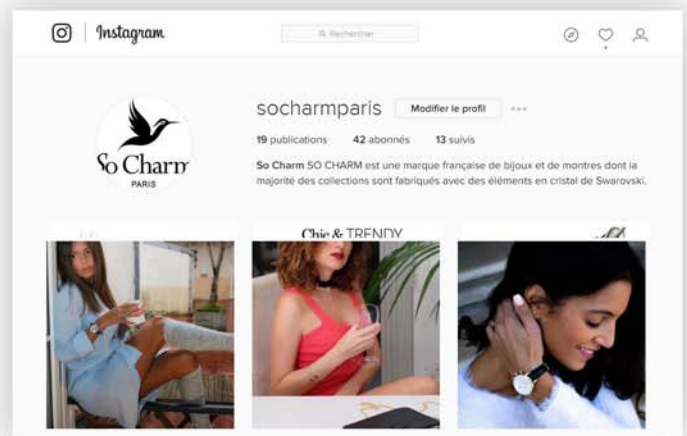 Instagram
Rechercher
socharmparis Modifier le profil
19 publications 42 abonnés 13 suivis
So Charm SO CHARM est une marque française de bijoux et de montres dont la
majorité des collections sont fabriqués avec des éléments en cristal de Swarovski.
So Charm
PARIS
Chic & TRENDY